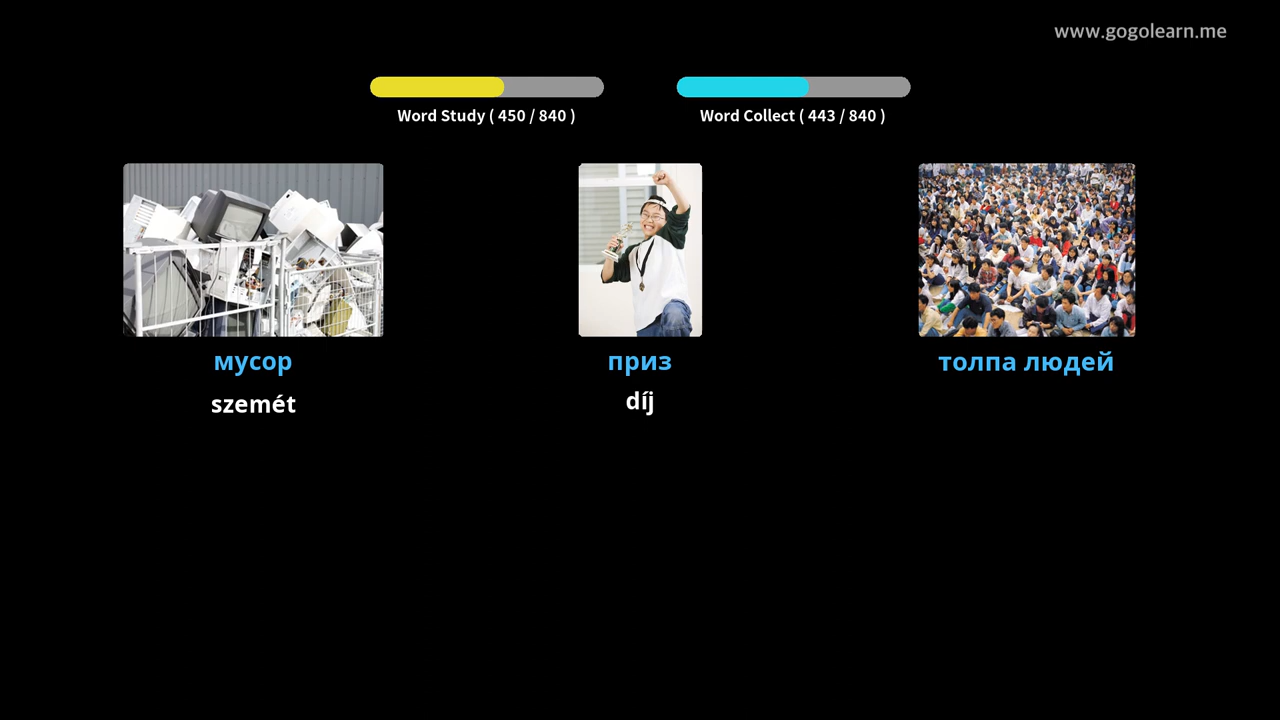 www.gogolearn.me
Word Study ( 450 / 840 )
Word Collect ( 443 / 840 )
мусор
приз
толпа людей
szemét
díj